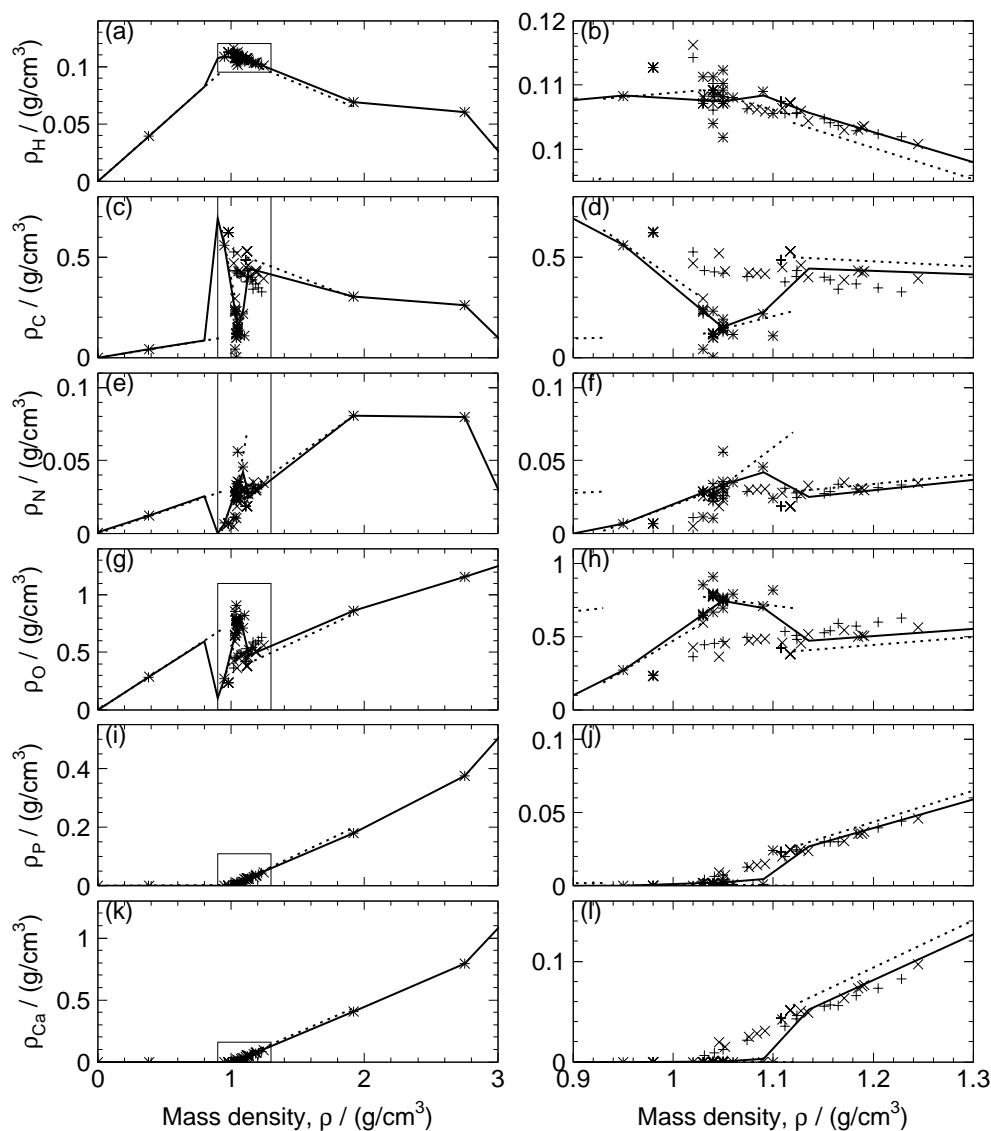 (a)
0.1
0.05
0
ρH / (g/cm3)
(b)
0.12
0.11
0.1
(c)
0.5
0
ρC / (g/cm3)
(d)
0.5
0
(e)
0.1
0.05
0
ρN / (g/cm3)
(f)
0.1
0.05
0
(g)
1
0.5
0
ρO / (g/cm3)
(h)
1
0.5
0
(i)
0.4
0.2
0
ρP / (g/cm3)
(j)
0.1
0.05
0
(k)
1
0.5
0
ρCa / (g/cm3)
(l)
0.1
0
0 1 2 3
0.9 1 1.1 1.2 1.3
Mass density, ρ / (g/cm3)
Mass density, ρ / (g/cm3)